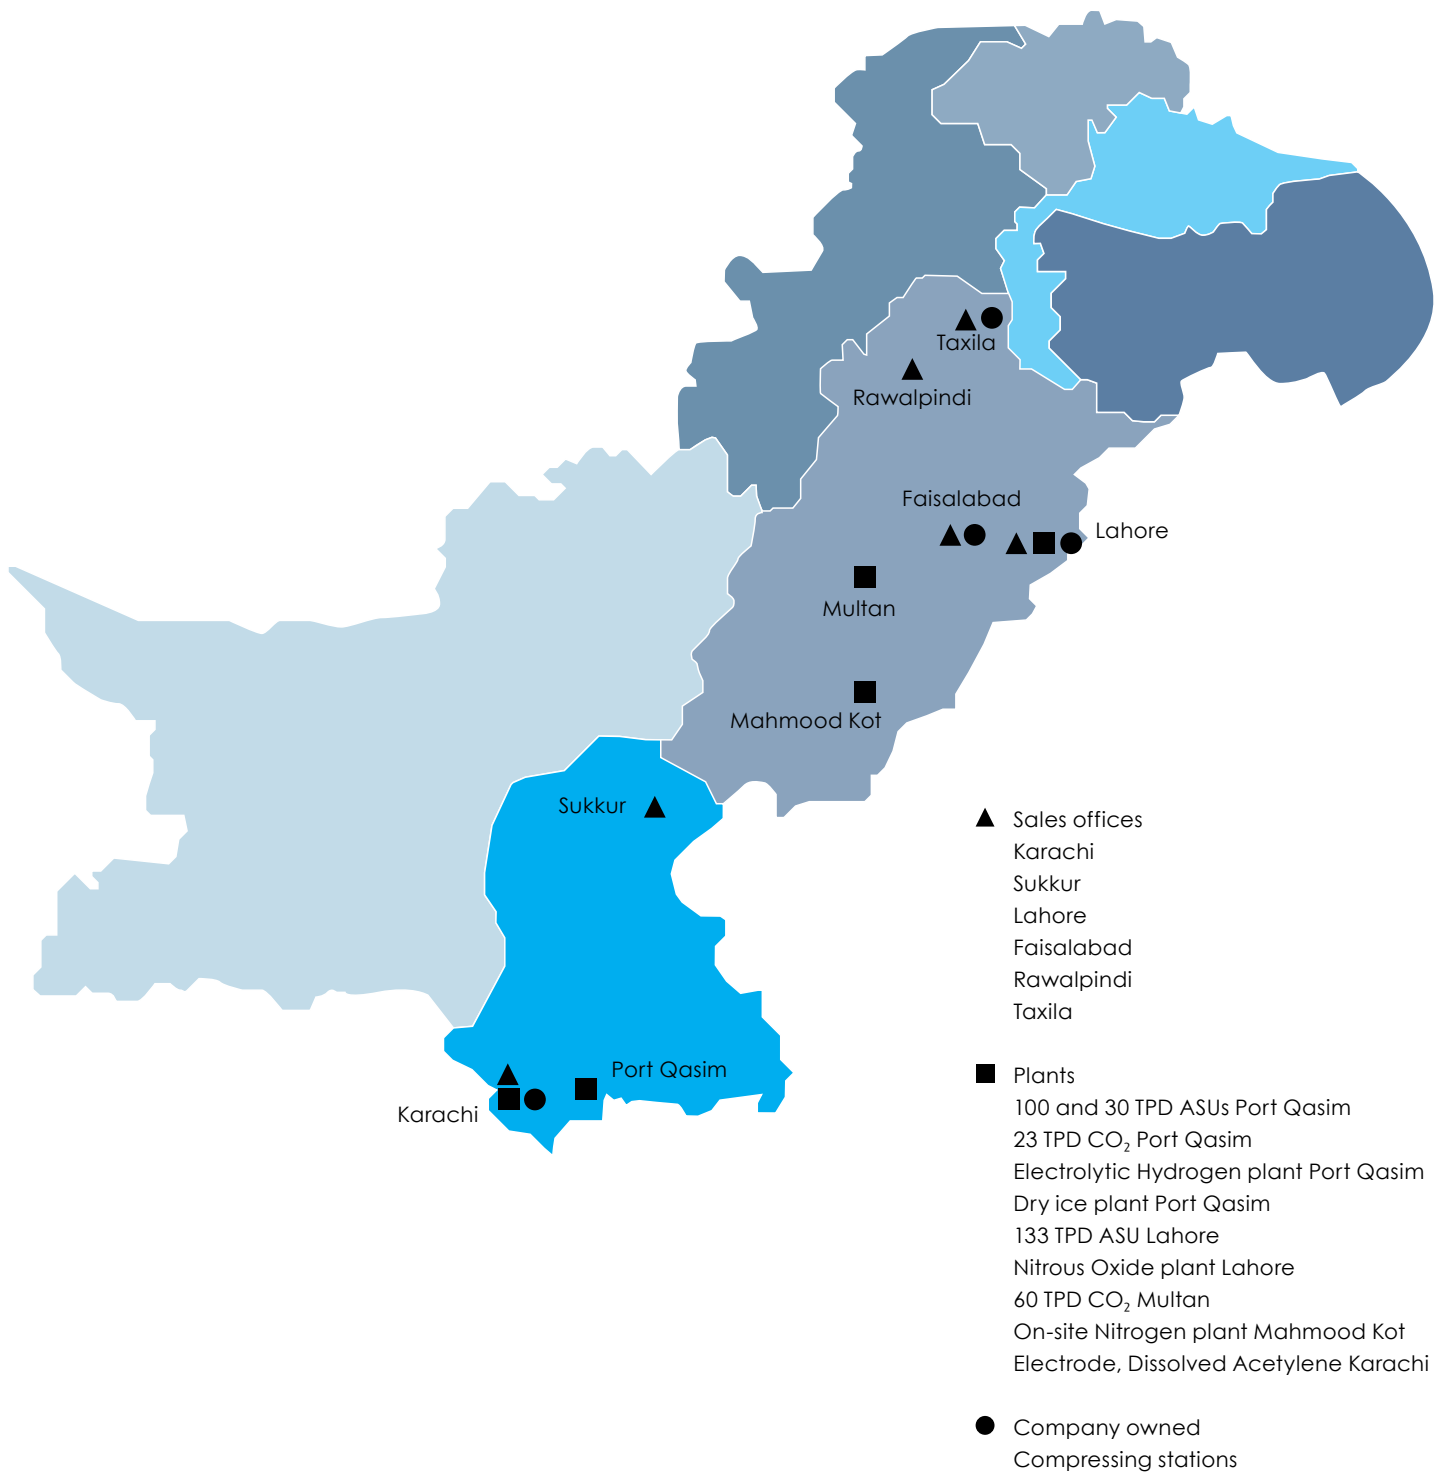 Taxila
Rawalpindi
Faisalabad
Lahore
Multan
Mahmood Kot
Sukkur
Port Qasim
Karachi
Sales offices
Karachi
Sukkur
Lahore
Faisalabad
Rawalpindi
Taxila
Plants
100 and 30 TPD ASUs Port Qasim
23 TPD CO₂ Port Qasim
Electrolytic Hydrogen plant Port Qasim
Dry ice plant Port Qasim
133 TPD ASU Lahore
Nitrous Oxide plant Lahore
60 TPD CO₂ Multan
On-site Nitrogen plant Mahmood Kot
Electrode, Dissolved Acetylene Karachi
Company owned
Compressing stations